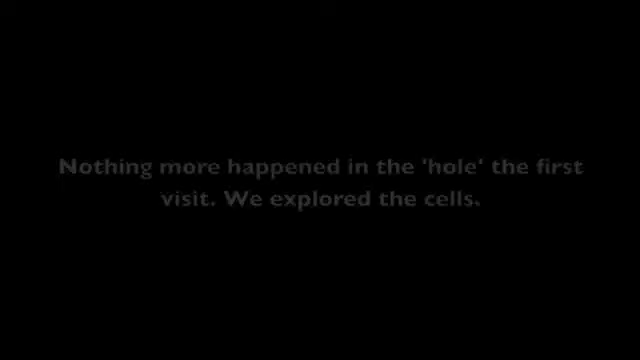 Nothing more happened in the 'hole' the first
visit. We explored the cells.